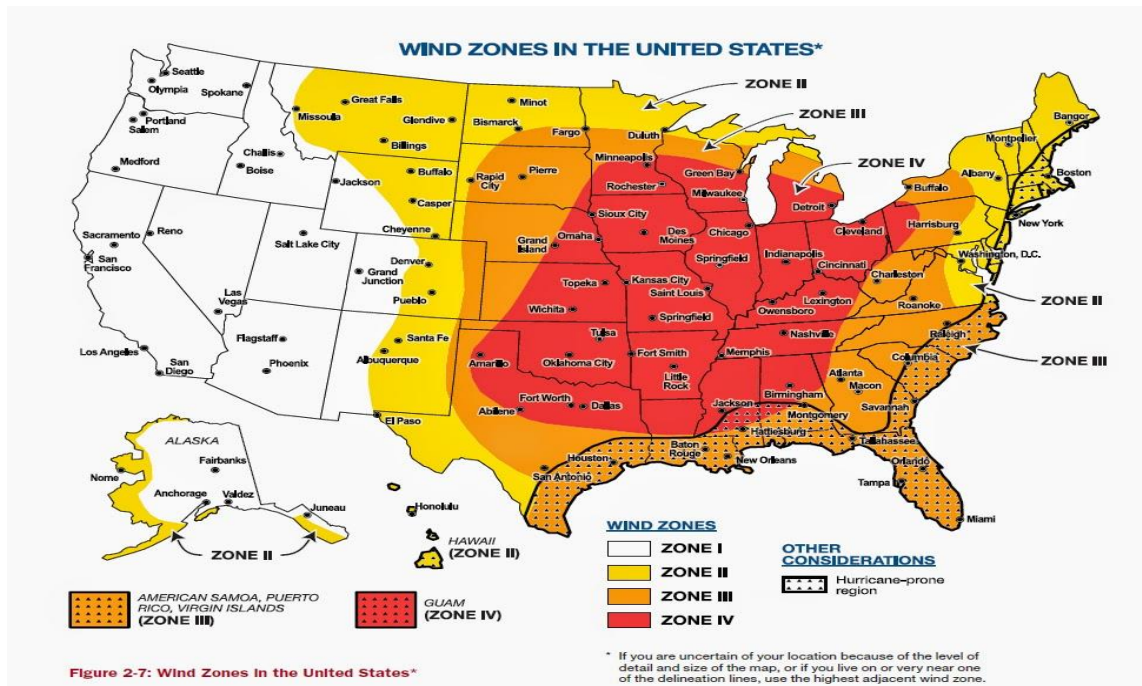 WIND ZONES IN THE UNITED STATES*
ZONE II
ZONE III
ZONE IV
Seattle
Olympia
Spokane
Portland
Salem
Medford
Challis
Boise
Missoula
Great Falls
Glendive
Billings
Buffalo
Jackson
Casper
Cheyenne
Minot
Bismarck
Fargo
Duluth
Minneapolis
Rapid
City
Pierre
Rochester
Green Bay
Milwaukee
Detroit
Sioux City
Buffalo
Albany
Montpelier
Bangor
Boston
New York
Harrisburg
Cleveland
Washington, D.C.
Sacramento
San
Francisco
Reno
Salt Lake City
Grand
Junction
Denver
Pueblo
Grand
Island
Omaha
Des
Moines
Chicago
Springfield
Indianapolis
Cincinnati
Charleston
Roanoke
ZONE II
Las
Vegas
Topeka
Kansas City
Saint Louis
Lexington
Owensboro
Wichita
Springfield
Nashville
Raleigh
Los Angeles
San
Diego
Flagstaff
Phoenix
Santa Fe
Albuquerque
Amarillo
Tulsa
Oklahoma City
Fort Smith
Memphis
Little
Rock
Columbia
ZONE III
Atlanta
Macon
Birmingham
Savannah
El Paso
Abilene
Fort Worth
Dallas
Jackson
Montgomery
Hattiesburg
Tallahassee
Baton
Rouge
New Orleans
Houston
San Antonio
Orlando
Tampa
Miami
ALASKA
Nome
Fairbanks
Anchorage
Valdez
Juneau
ZONE II
Honolulu
HAWAII
(ZONE II)
AMERICAN SAMOA, PUERTO
RICO, VIRGIN ISLANDS
(ZONE III)
GUAM
(ZONE IV)
WIND ZONES
ZONE I
ZONE II
ZONE III
ZONE IV
OTHER
CONSIDERATIONS
Hurricane-prone
region
Figure 2-7: Wind Zones in the United States*
* If you are uncertain of your location because of the level of
detail and size of the map, or if you live on or very near one
of the delineation lines, use the highest adjacent wind zone.